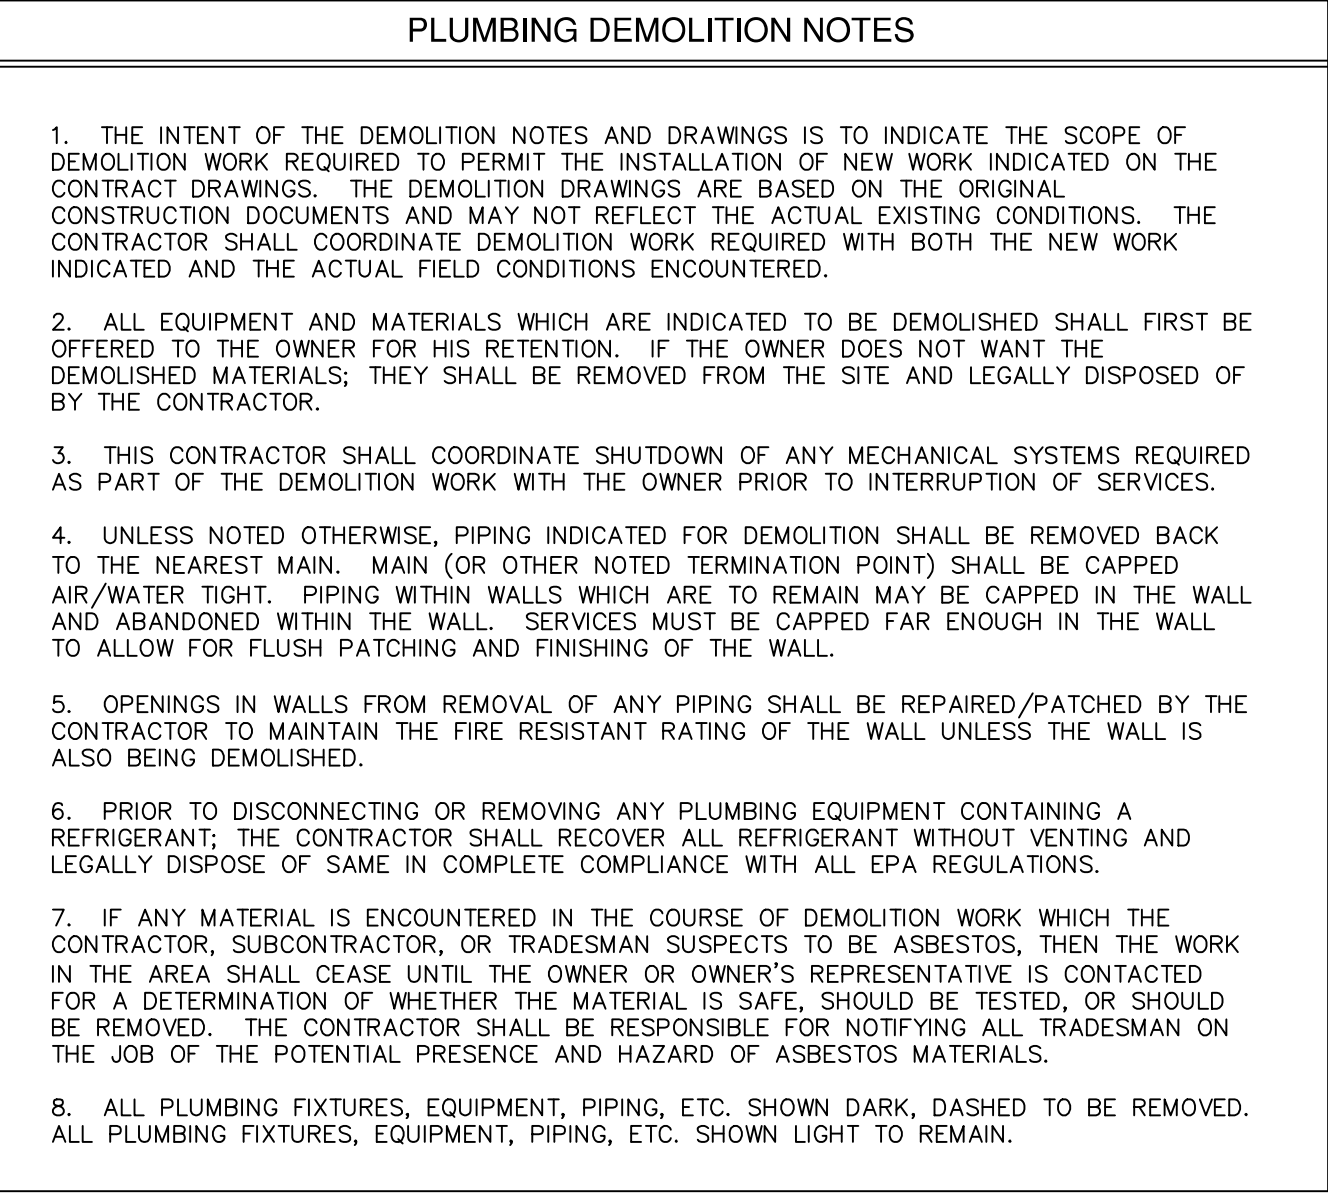 PLUMBING DEMOLITION NOTES
1. THE INTENT OF THE DEMOLITION NOTES AND DRAWINGS IS TO INDICATE THE SCOPE OF
DEMOLITION WORK REQUIRED TO PERMIT THE INSTALLATION OF NEW WORK INDICATED ON THE
CONTRACT DRAWINGS. THE DEMOLITION DRAWINGS ARE BASED ON THE ORIGINAL
CONSTRUCTION DOCUMENTS AND MAY NOT REFLECT THE ACTUAL EXISTING CONDITIONS. THE
CONTRACTOR SHALL COORDINATE DEMOLITION WORK REQUIRED WITH BOTH THE NEW WORK
INDICATED AND THE ACTUAL FIELD CONDITIONS ENCOUNTERED.
2. ALL EQUIPMENT AND MATERIALS WHICH ARE INDICATED TO BE DEMOLISHED SHALL FIRST BE
OFFERED TO THE OWNER FOR HIS RETENTION. IF THE OWNER DOES NOT WANT THE
DEMOLISHED MATERIALS; THEY SHALL BE REMOVED FROM THE SITE AND LEGALLY DISPOSED OF
BY THE CONTRACTOR.
3. THIS CONTRACTOR SHALL COORDINATE SHUTDOWN OF ANY MECHANICAL SYSTEMS REQUIRED
AS PART OF THE DEMOLITION WORK WITH THE OWNER PRIOR TO INTERRUPTION OF SERVICES.
4. UNLESS NOTED OTHERWISE, PIPING INDICATED FOR DEMOLITION SHALL BE REMOVED BACK
TO THE NEAREST MAIN. MAIN (OR OTHER NOTED TERMINATION POINT) SHALL BE CAPPED
AIR/WATER TIGHT. PIPING WITHIN WALLS WHICH ARE TO REMAIN MAY BE CAPPED IN THE WALL
AND ABANDONED WITHIN THE WALL. SERVICES MUST BE CAPPED FAR ENOUGH IN THE WALL
TO ALLOW FOR FLUSH PATCHING AND FINISHING OF THE WALL.
5. OPENINGS IN WALLS FROM REMOVAL OF ANY PIPING SHALL BE REPAIRED/PATCHED BY THE
CONTRACTOR TO MAINTAIN THE FIRE RESISTANT RATING OF THE WALL UNLESS THE WALL IS
ALSO BEING DEMOLISHED.
6. PRIOR TO DISCONNECTING OR REMOVING ANY PLUMBING EQUIPMENT CONTAINING A
REFRIGERANT; THE CONTRACTOR SHALL RECOVER ALL REFRIGERANT WITHOUT VENTING AND
LEGALLY DISPOSE OF SAME IN COMPLETE COMPLIANCE WITH ALL EPA REGULATIONS.
7. IF ANY MATERIAL IS ENCOUNTERED IN THE COURSE OF DEMOLITION WORK WHICH THE
CONTRACTOR, SUBCONTRACTOR, OR TRADESMAN SUSPECTS TO BE ASBESTOS, THEN THE WORK
IN THE AREA SHALL CEASE UNTIL THE OWNER OR OWNER'S REPRESENTATIVE IS CONTACTED
FOR A DETERMINATION OF WHETHER THE MATERIAL IS SAFE, SHOULD BE TESTED, OR SHOULD
BE REMOVED. THE CONTRACTOR SHALL BE RESPONSIBLE FOR NOTIFYING ALL TRADESMAN ON
THE JOB OF THE POTENTIAL PRESENCE AND HAZARD OF ASBESTOS MATERIALS.
8. ALL PLUMBING FIXTURES, EQUIPMENT, PIPING, ETC. SHOWN DARK, DASHED TO BE REMOVED.
ALL PLUMBING FIXTURES, EQUIPMENT, PIPING, ETC. SHOWN LIGHT TO REMAIN.